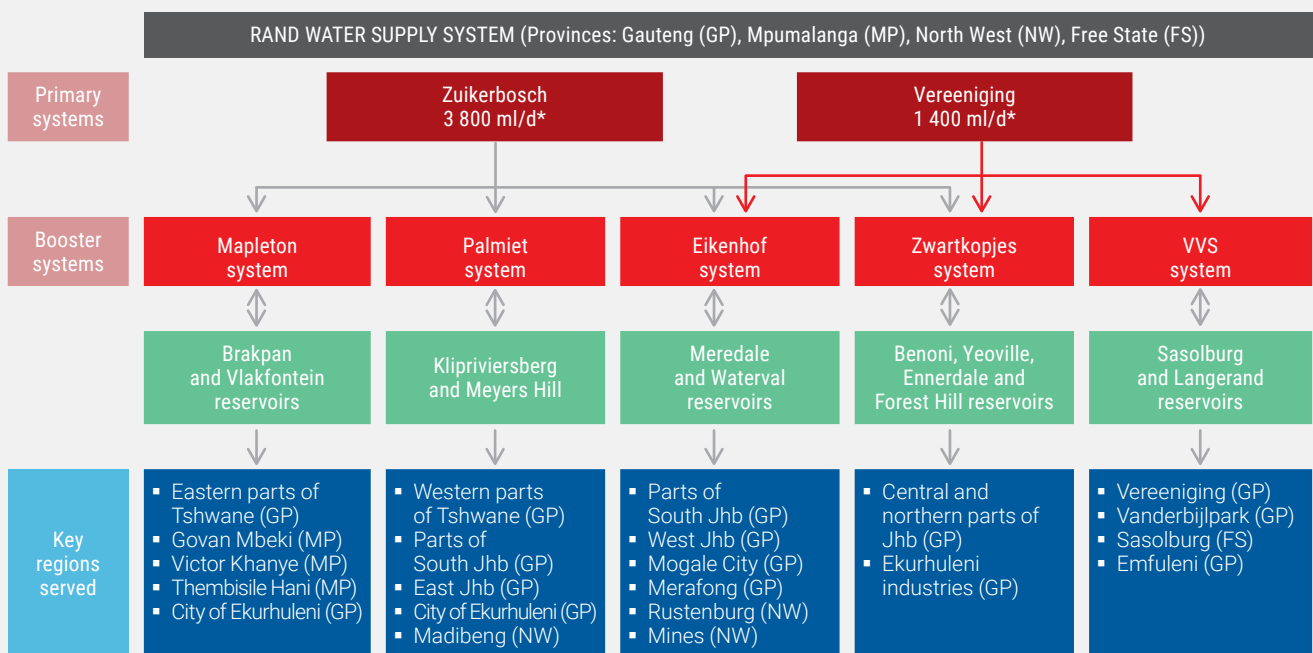 RAND WATER SUPPLY SYSTEM (Provinces: Gauteng (GP), Mpumalanga (MP), North West (NW), Free State (FS))
Primary
systems
Zuikerbosch
3 800 ml/d*
Vereeniging
1 400 ml/d*
Booster
systems
Mapleton
system
Palmiet
system
Eikenhof
system
Zwartkopjes
system
VVS
system
Brakpan
and Vlakfontein
reservoirs
Klipriviersberg
and Meyers Hill
Meredale
and Waterval
reservoirs
Benoni, Yeoville,
Ennerdale and
Forest Hill reservoirs
Sasolburg
and Langerand
reservoirs
Key
regions
served
▪ Eastern parts of
Tshwane (GP)
▪ Govan Mbeki (MP)
▪ Victor Khanye (MP)
▪ Thembisile Hani (MP)
▪ City of Ekurhuleni (GP)
▪ Western parts
of Tshwane (GP)
▪ Parts of
South Jhb (GP)
▪ East Jhb (GP)
▪ City of Ekurhuleni (GP)
▪ Madibeng (NW)
▪ Parts of
South Jhb (GP)
▪ West Jhb (GP)
▪ Mogale City (GP)
▪ Merafong (GP)
▪ Rustenburg (NW)
▪ Mines (NW)
▪ Central and
northern parts of
Jhb (GP)
▪ Ekurhuleni
industries (GP)
▪ Vereeniging (GP)
▪ Vanderbijlpark (GP)
▪ Sasolburg (FS)
▪ Emfuleni (GP)